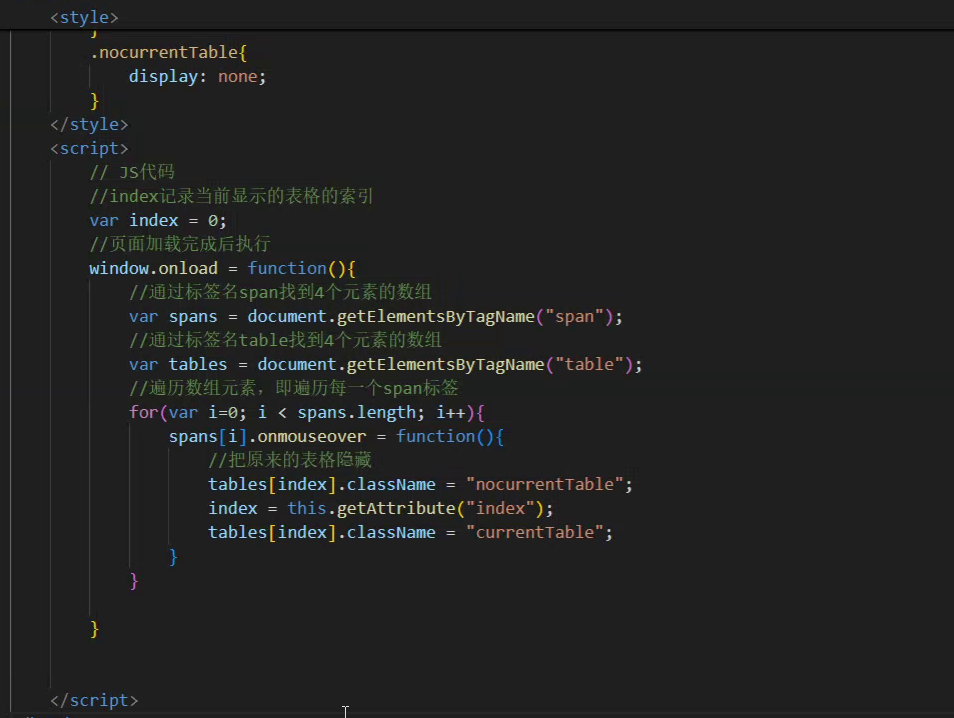 <style>
}
.nocurrentTable{
display: none;
}
</style>
<script>
// JS代码
//index记录当前显示的表格的索引
var index = 0;
//页面加载完成后执行
window.onload = function(){
//通过标签名span找到4个元素的数组
var spans = document.getElementsByTagName("span");
//通过标签名table找到4个元素的数组
var tables = document.getElementsByTagName("table");
//遍历数组元素，即遍历每一个span标签
for(var i=0; i < spans.length; i++){
spans[i].onmouseover = function(){
//把原来的表格隐藏
tables[index].className = "nocurrentTable";
index = this.getAttribute("index");
tables[index].className = "currentTable";
}
}
}
</script>